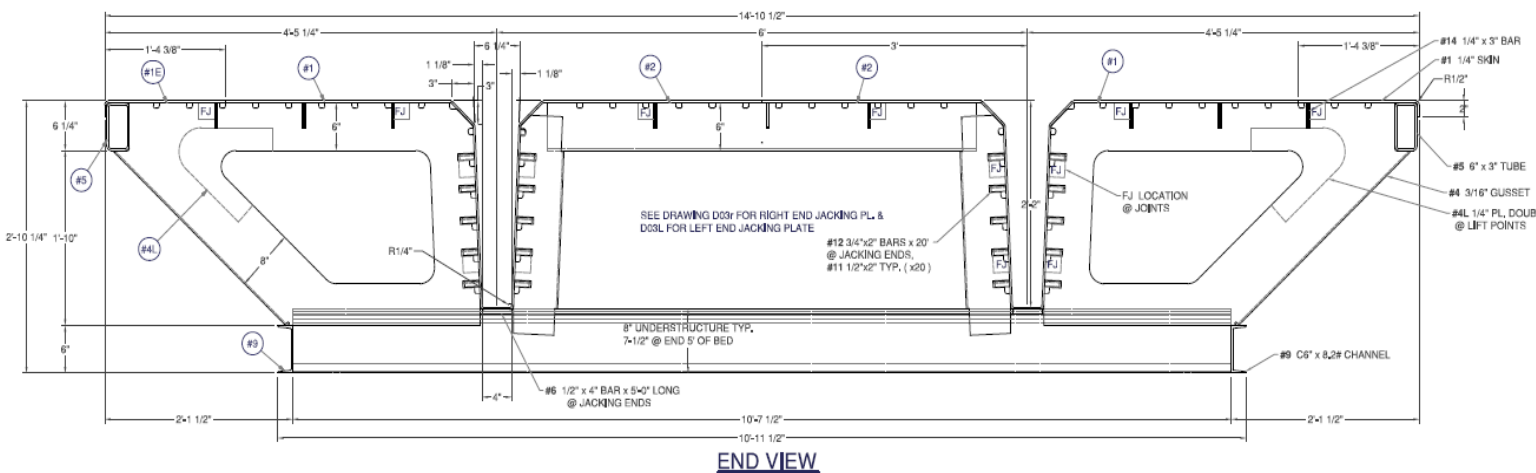 14'-10 1/2"
4'-5 1/4"
6'
4'-5 1/4"
1'-4 3/8"
6 1/4"
3'
1'-4 3/8"
#14 1/4" x 3" BAR
#1 1/4" SKIN
R1/2"
#1E
#1
1 1/8"
1 1/8"
#2
#2
#1
3"
3"
FJ
FJ
FJ
FJ
FJ
FJ
2"
6 1/4"
6"
6"
#5
#5 6" x 3" TUBE
#4 3/16" GUSSET
#4L 1/4" PL, DOUB
@ LIFT POINTS
FJ
FJ
FJ LOCATION
@ JOINTS
2'-2"
SEE DRAWING D03r FOR RIGHT END JACKING PL. &
D03L FOR LEFT END JACKING PLATE
#12 3/4"x2" BARS x 20'
@ JACKING ENDS,
#11 1/2"x2" TYP. ( x20 )
2'-10 1/4"
1'-10"
#4L
8"
R1/4"
FJ
FJ
8" UNDERSTRUCTURE TYP.
7-1/2" @ END 5' OF BED
6"
#9
#9 C6" x 8.2# CHANNEL
4"
#6 1/2" x 4" BAR x 5'-0" LONG
@ JACKING ENDS
2'-1 1/2"
10'-7 1/2"
2'-1 1/2"
10'-11 1/2"
END VIEW